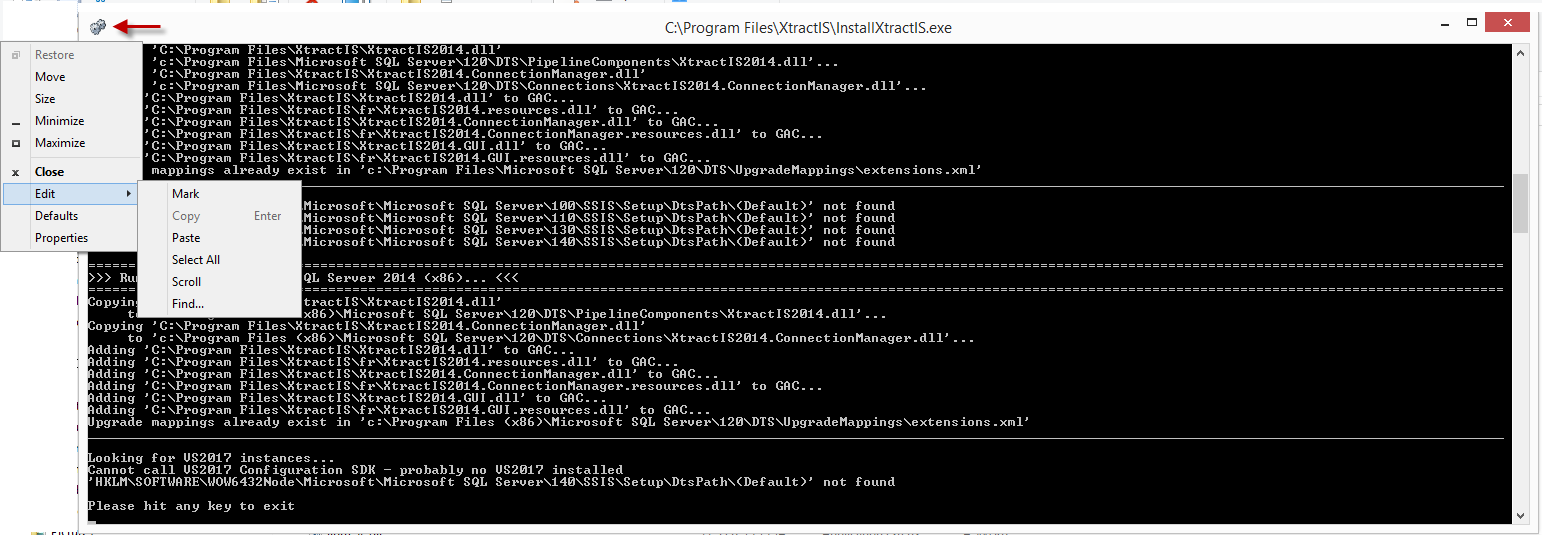 C:\Program Files\XtractIS\InstallXtractIS.exe
Restore
Move
Size
Minimize
Maximize
Close
Edit
Defaults
Properties
Mark
Copy Enter
Paste
Select All
Scroll
Find...
'C:\Program Files\XtractIS\XtractIS2014.dll'
'c:\Program Files\Microsoft SQL Server\120\DTS\PipelineComponents\XtractIS2014.dll'...
'C:\Program Files\XtractIS\XtractIS2014.ConnectionManager.dll'
'c:\Program Files\Microsoft SQL Server\120\DTS\Connections\XtractIS2014.ConnectionManager.dll'...
'C:\Program Files\XtractIS\XtractIS2014.dll' to GAC...
'C:\Program Files\XtractIS\fr\XtractIS2014.resources.dll' to GAC...
'C:\Program Files\XtractIS\XtractIS2014.ConnectionManager.dll' to GAC...
'C:\Program Files\XtractIS\fr\XtractIS2014.ConnectionManager.resources.dll' to GAC...
'C:\Program Files\XtractIS\XtractIS2014.GUI.dll' to GAC...
'C:\Program Files\XtractIS\fr\XtractIS2014.GUI.resources.dll' to GAC...
mappings already exist in 'c:\Program Files\Microsoft SQL Server\120\DTS\UpgradeMappings\extensions.xml'
Microsoft\Microsoft SQL Server\100\SSIS\Setup\DtsPath\(Default)' not found
Microsoft\Microsoft SQL Server\110\SSIS\Setup\DtsPath\(Default)' not found
Microsoft\Microsoft SQL Server\130\SSIS\Setup\DtsPath\(Default)' not found
Microsoft\Microsoft SQL Server\140\SSIS\Setup\DtsPath\(Default)' not found
>>> Ru QL Server 2014 (x86)... <<<
Copying tractIS\XtractIS2014.dll'
to x86)\Microsoft SQL Server\120\DTS\PipelineComponents\XtractIS2014.dll'...
Copying 'C:\Program Files\XtractIS\XtractIS2014.ConnectionManager.dll'
to 'c:\Program Files (x86)\Microsoft SQL Server\120\DTS\Connections\XtractIS2014.ConnectionManager.dll'...
Adding 'C:\Program Files\XtractIS\XtractIS2014.dll' to GAC...
Adding 'C:\Program Files\XtractIS\fr\XtractIS2014.resources.dll' to GAC...
Adding 'C:\Program Files\XtractIS\XtractIS2014.ConnectionManager.dll' to GAC...
Adding 'C:\Program Files\XtractIS\fr\XtractIS2014.ConnectionManager.resources.dll' to GAC...
Adding 'C:\Program Files\XtractIS\XtractIS2014.GUI.dll' to GAC...
Adding 'C:\Program Files\XtractIS\fr\XtractIS2014.GUI.resources.dll' to GAC...
Upgrade mappings already exist in 'c:\Program Files (x86)\Microsoft SQL Server\120\DTS\UpgradeMappings\extensions.xml'
Looking for VS2017 instances...
Cannot call VS2017 Configuration SDK - probably no VS2017 installed
'HKLM\SOFTWARE\WOW6432Node\Microsoft\Microsoft SQL Server\140\SSIS\Setup\DtsPath\(Default)' not found
Please hit any key to exit